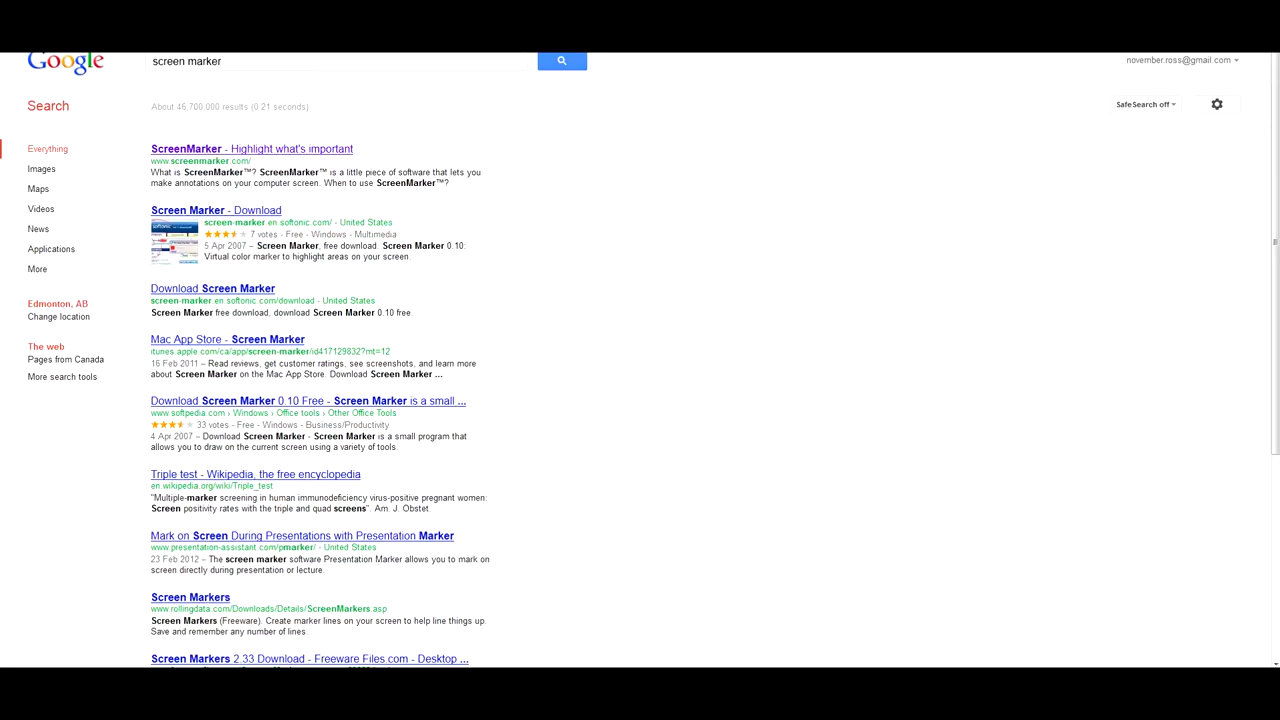 Google
screen marker
november.ross@gmail.com
Search
About 46,700,000 results (0.21 seconds)
SafeSearch off
Everything
Images
Maps
Videos
News
Applications
More
Edmonton, AB
Change location
The web
Pages from Canada
More search tools
ScreenMarker - Highlight what's important
www.screenmarker.com/
What is ScreenMarker™? ScreenMarker™ is a little piece of software that lets you
make annotations on your computer screen. When to use ScreenMarker™?
Screen Marker - Download
screen-marker.en.softonic.com/ - United States
7 votes - Free - Windows - Multimedia
5 Apr 2007 – Screen Marker, free download. Screen Marker 0.10:
Virtual color marker to highlight areas on your screen.
Download Screen Marker
screen-marker.en.softonic.com/download - United States
Screen Marker free download, download Screen Marker 0.10 free.
Mac App Store - Screen Marker
itunes.apple.com/ca/app/screen-marker/id417129832?mt=12
16 Feb 2011 – Read reviews, get customer ratings, see screenshots, and learn more
about Screen Marker on the Mac App Store. Download Screen Marker ...
Download Screen Marker 0.10 Free - Screen Marker is a small ...
www.softpedia.com › Windows › Office tools › Other Office Tools
33 votes - Free - Windows - Business/Productivity
4 Apr 2007 – Download Screen Marker - Screen Marker is a small program that
allows you to draw on the current screen using a variety of tools.
Triple test - Wikipedia, the free encyclopedia
en.wikipedia.org/wiki/Triple_test
"Multiple-marker screening in human immunodeficiency virus-positive pregnant women:
Screen positivity rates with the triple and quad screens". Am. J. Obstet.
Mark on Screen During Presentations with Presentation Marker
www.presentation-assistant.com/pmarker/ - United States
23 Feb 2012 – The screen marker software Presentation Marker allows you to mark on
screen directly during presentation or lecture.
Screen Markers
www.rollingdata.com/Downloads/Details/ScreenMarkers.asp
Screen Markers (Freeware). Create marker lines on your screen to help line things up.
Save and remember any number of lines
Screen Markers 2.33 Download - Freeware Files.com - Desktop ...